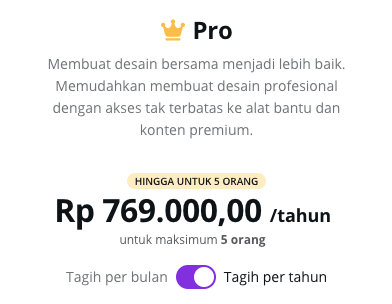 Pro
Membuat desain bersama menjadi lebih baik.
Memudahkan membuat desain profesional
dengan akses tak terbatas ke alat bantu dan
konten premium.
HINGGA UNTUK 5 ORANG
Rp 769.000,00 /tahun
untuk maksimum 5 orang
Tagih per bulan Tagih per tahun